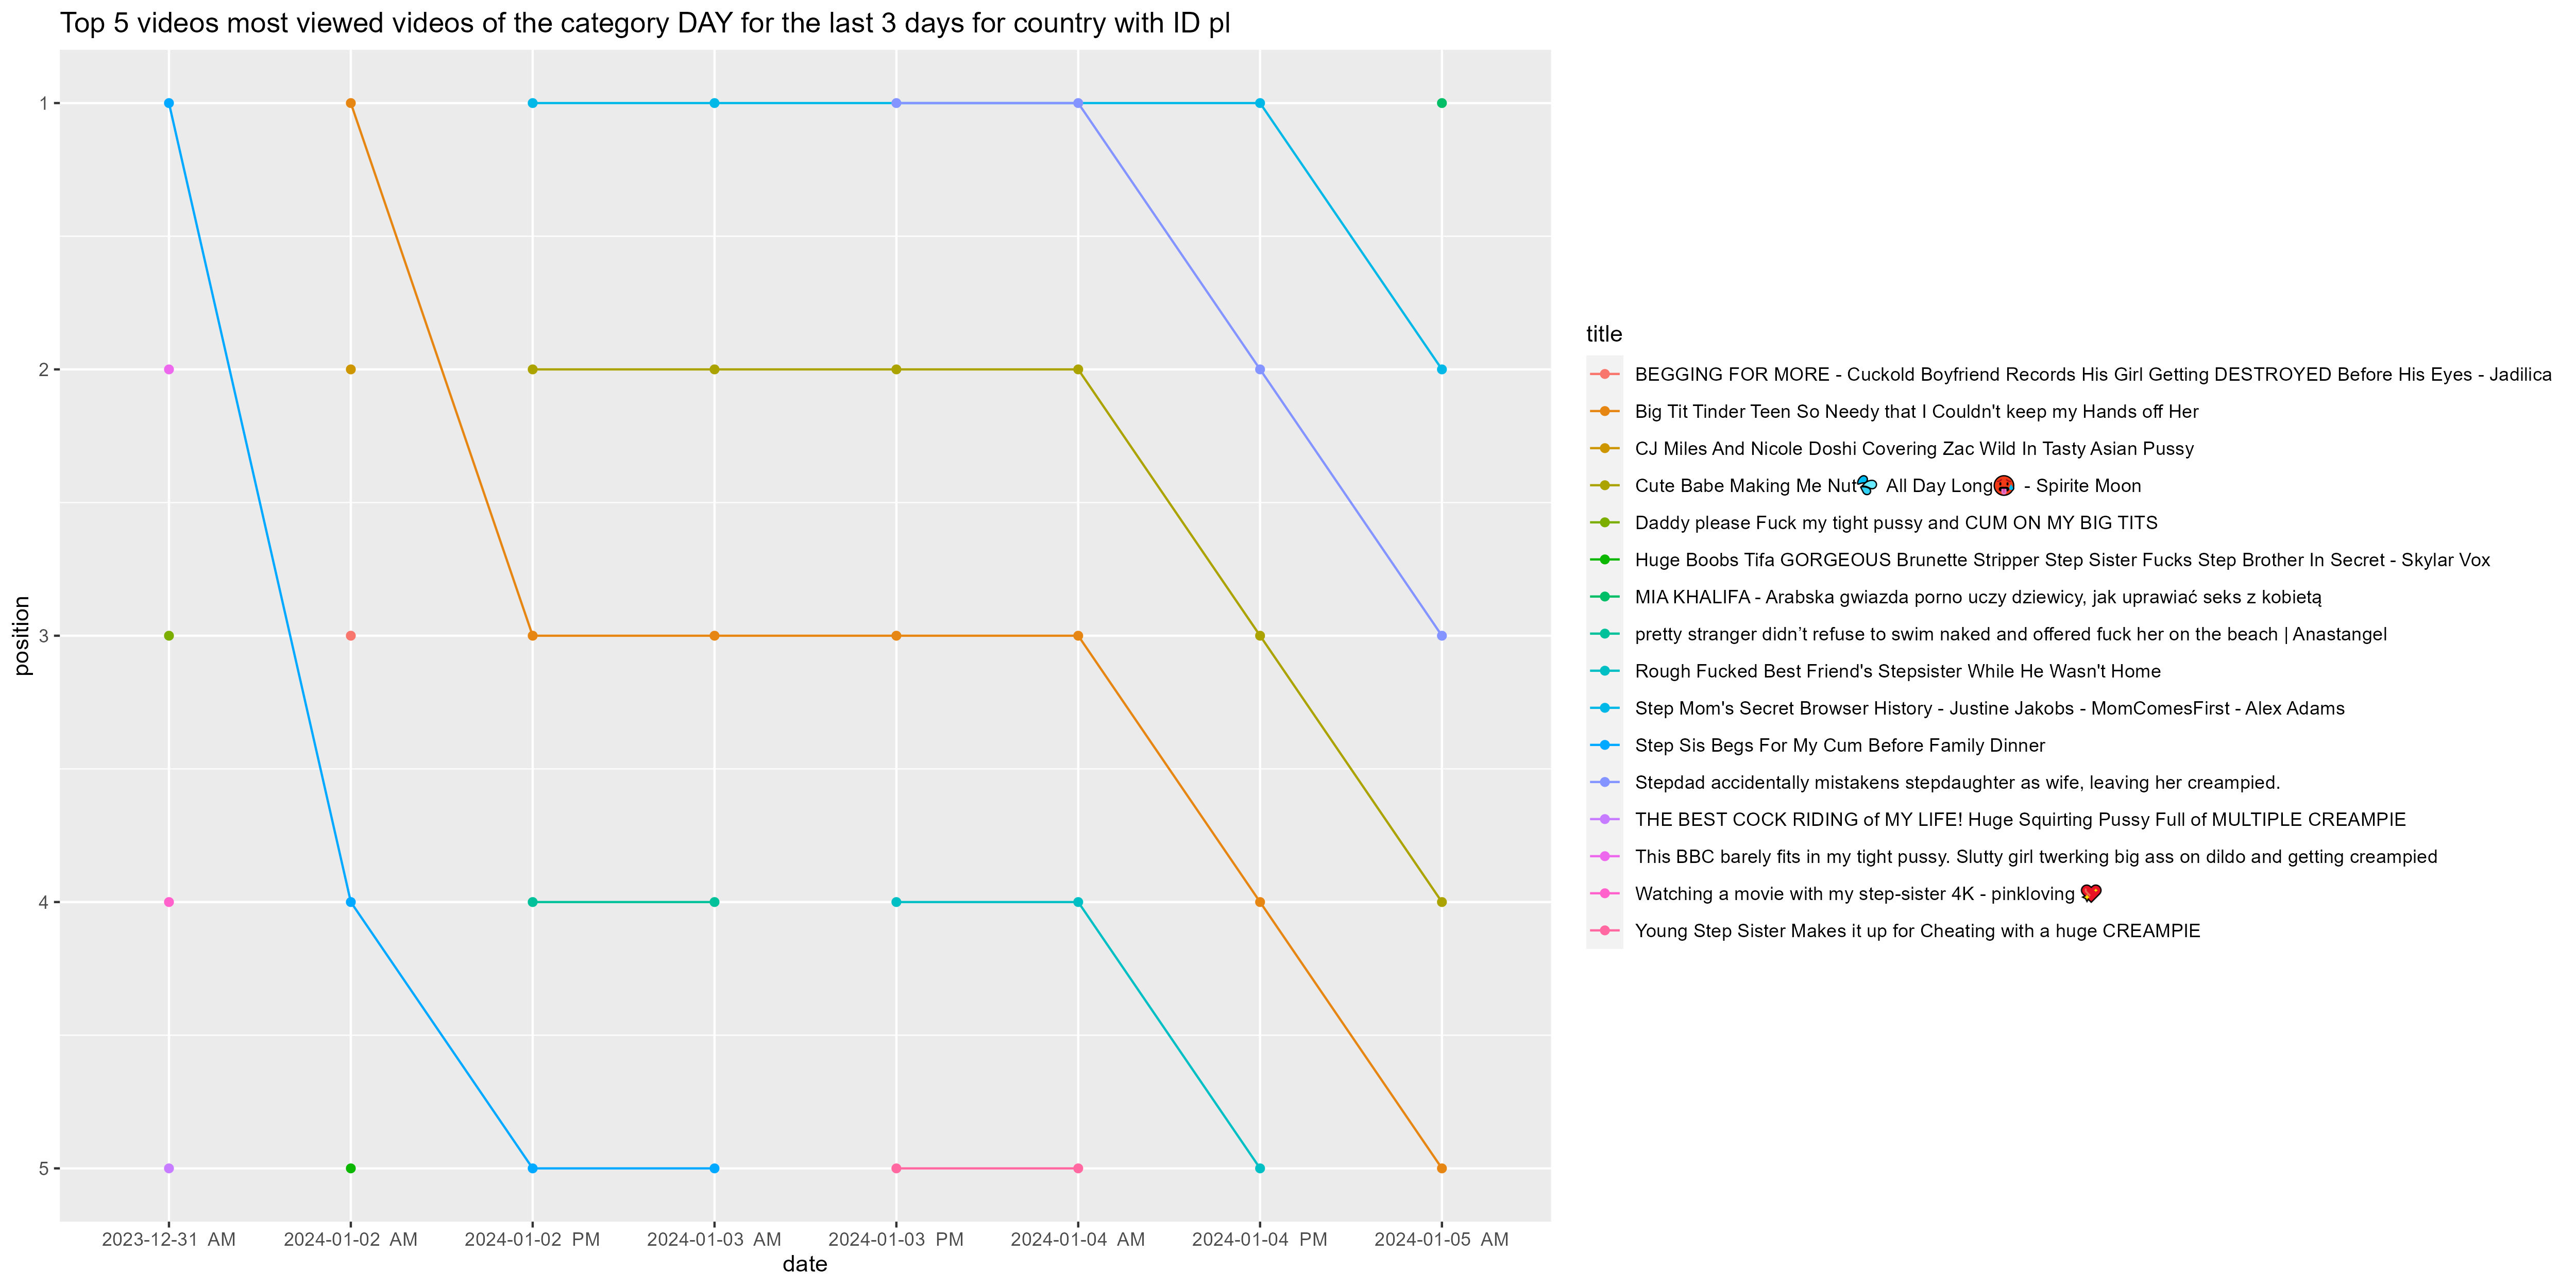 Top 5 videos most viewed videos of the category DAY for the last 3 days for country with ID pl
1
2
3
4
5
position
2023-12-31 AM
2024-01-02 AM
2024-01-02 PM
2024-01-03 AM
2024-01-03 PM
2024-01-04 AM
2024-01-04 PM
2024-01-05 AM
date
title
BEGGING FOR MORE - Cuckold Boyfriend Records His Girl Getting DESTROYED Before His Eyes - Jadilica
Big Tit Tinder Teen So Needy that I Couldn't keep my Hands off Her
CJ Miles And Nicole Doshi Covering Zac Wild In Tasty Asian Pussy
Cute Babe Making Me Nut💦 All Day Long🥵 - Spirite Moon
Daddy please Fuck my tight pussy and CUM ON MY BIG TITS
Huge Boobs Tifa GORGEOUS Brunette Stripper Step Sister Fucks Step Brother In Secret - Skylar Vox
MIA KHALIFA - Arabska gwiazda porno uczy dziewicy, jak uprawiać seks z kobietą
pretty stranger didn’t refuse to swim naked and offered fuck her on the beach | Anastangel
Rough Fucked Best Friend's Stepsister While He Wasn't Home
Step Mom's Secret Browser History - Justine Jakobs - MomComesFirst - Alex Adams
Step Sis Begs For My Cum Before Family Dinner
Stepdad accidentally mistakens stepdaughter as wife, leaving her creampied.
THE BEST COCK RIDING of MY LIFE! Huge Squirting Pussy Full of MULTIPLE CREAMPIE
This BBC barely fits in my tight pussy. Slutty girl twerking big ass on dildo and getting creampied
Watching a movie with my step-sister 4K - pinkloving 💖
Young Step Sister Makes it up for Cheating with a huge CREAMPIE